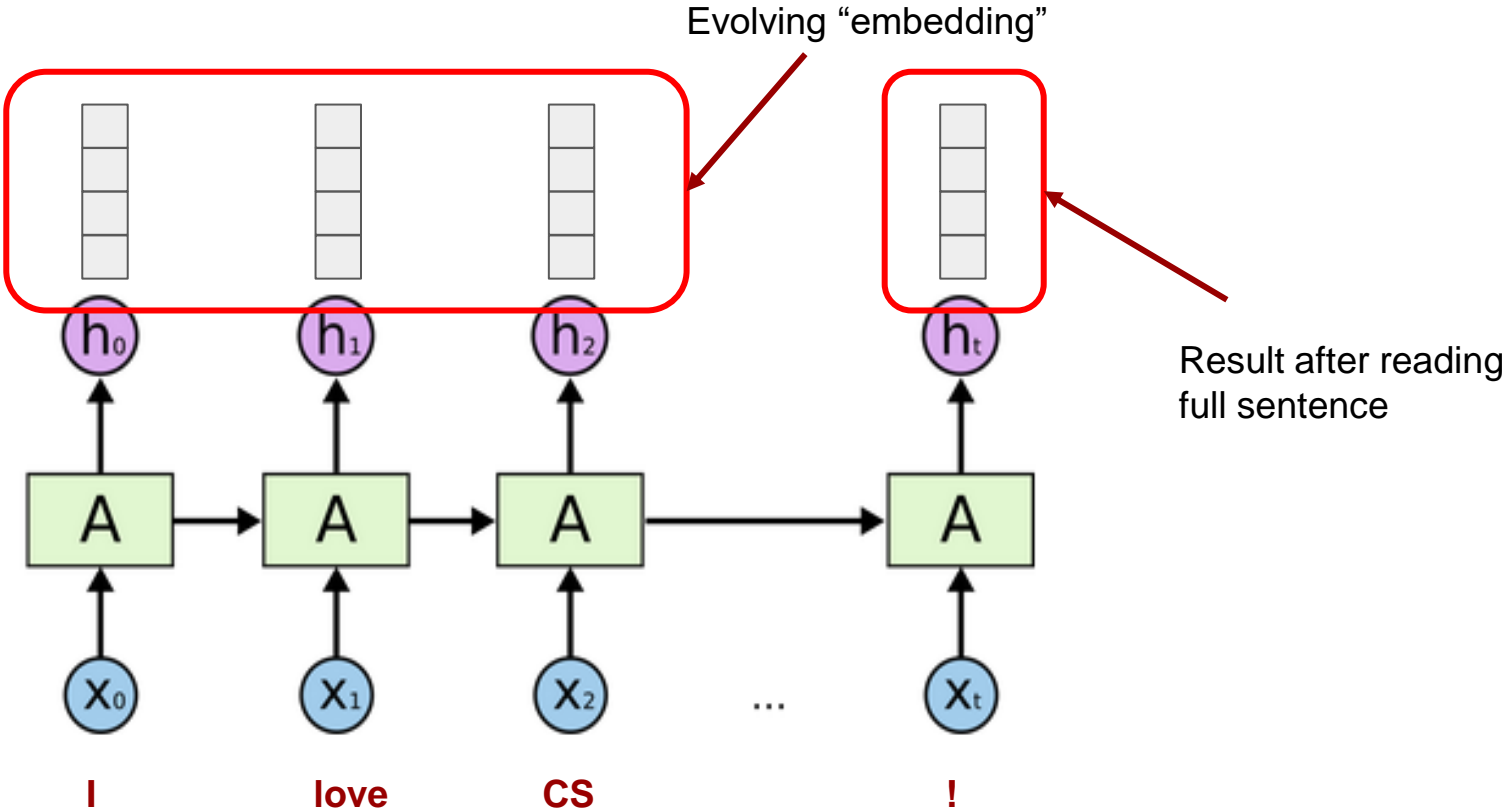 Evolving “embedding”
h₀ h₁ h₂ hₜ
Result after reading
full sentence
A A A A
x₀ x₁ x₂ ... xₜ
I love CS !